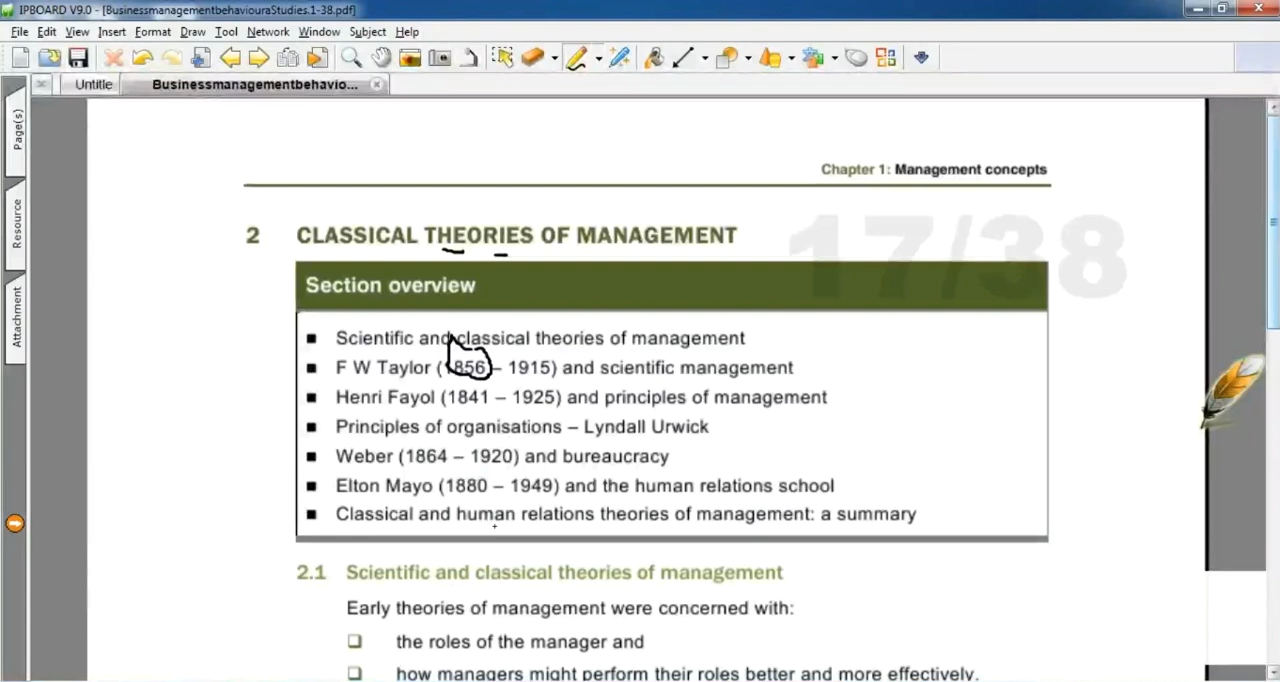 IPBOARD V9.0 - [BusinessmanagementbehaviouraStudies.1-38.pdf]
File Edit View Insert Format Draw Tool Network Window Subject Help
Untitle Businessmanagementbehavio...
Page(s)
Resource
Attachment
Chapter 1: Management concepts
17/38
2 CLASSICAL THEORIES OF MANAGEMENT
Section overview
■ Scientific and classical theories of management
■ F W Taylor (1856 – 1915) and scientific management
■ Henri Fayol (1841 – 1925) and principles of management
■ Principles of organisations – Lyndall Urwick
■ Weber (1864 – 1920) and bureaucracy
■ Elton Mayo (1880 – 1949) and the human relations school
■ Classical and human relations theories of management: a summary
2.1 Scientific and classical theories of management
Early theories of management were concerned with:
❑ the roles of the manager and
❑ how managers might perform their roles better and more effectively.